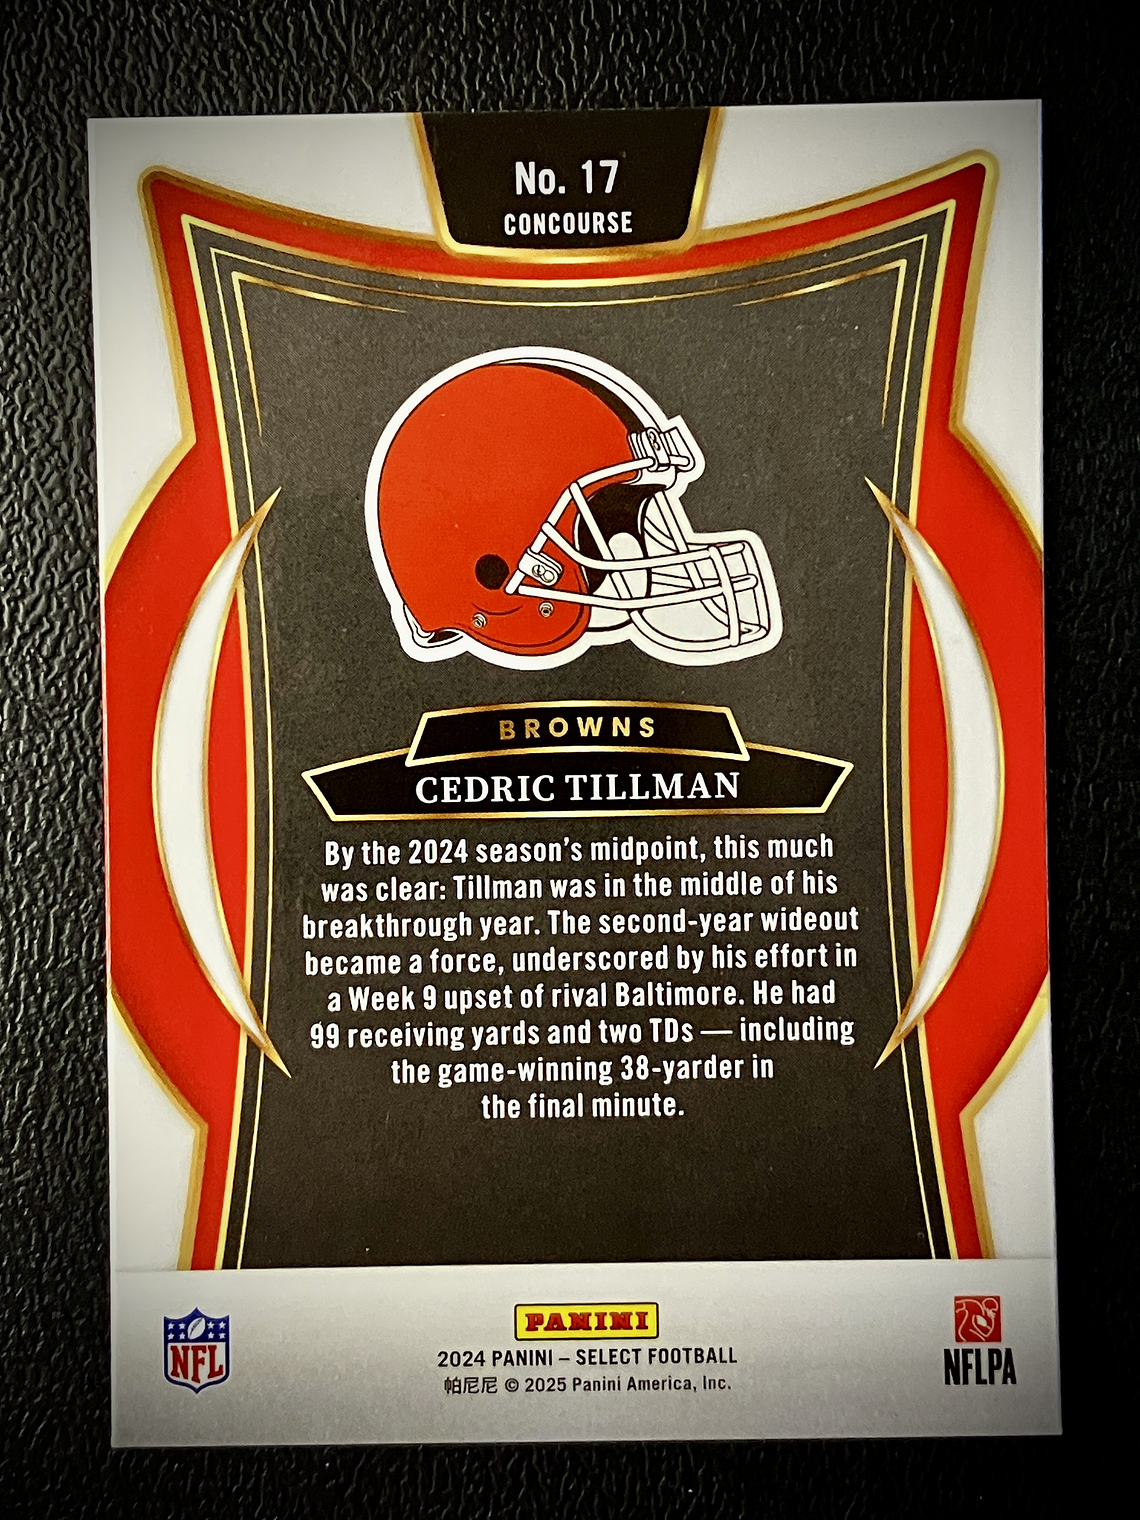 No. 17
CONCOURSE
BROWNS
CEDRIC TILLMAN
By the 2024 season's midpoint, this much
was clear: Tillman was in the middle of his
breakthrough year. The second-year wideout
became a force, underscored by his effort in
a Week 9 upset of rival Baltimore. He had
99 receiving yards and two TDs — including
the game-winning 38-yarder in
the final minute.
NFL
PANINI
2024 PANINI – SELECT FOOTBALL
帕尼尼 © 2025 Panini America, Inc.
NFLPA